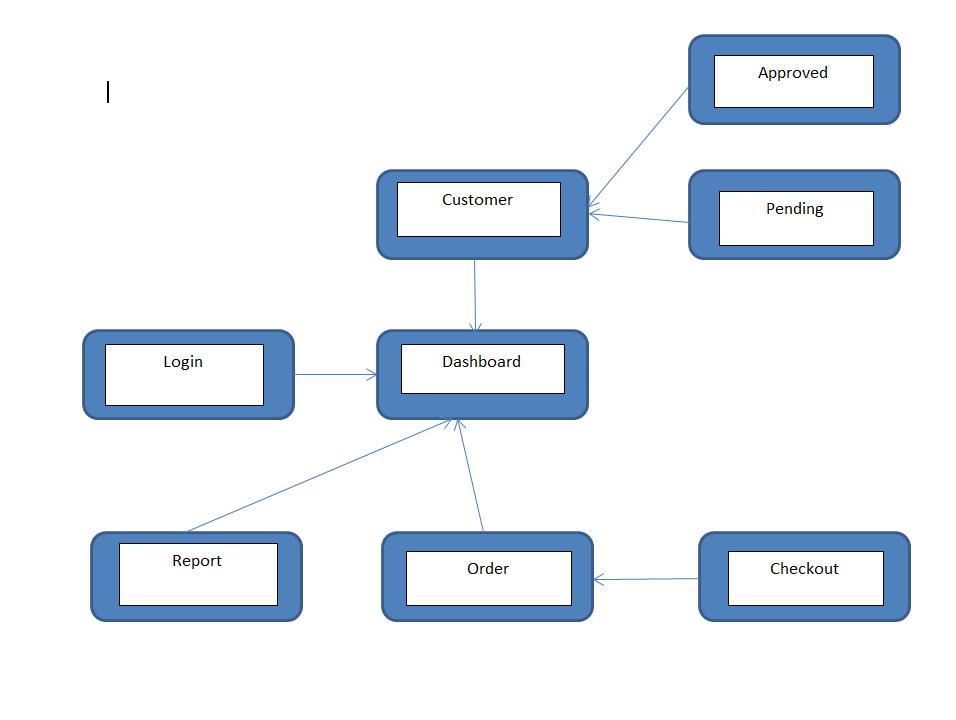 Approved
Customer
Pending
Login
Dashboard
Report
Order
Checkout